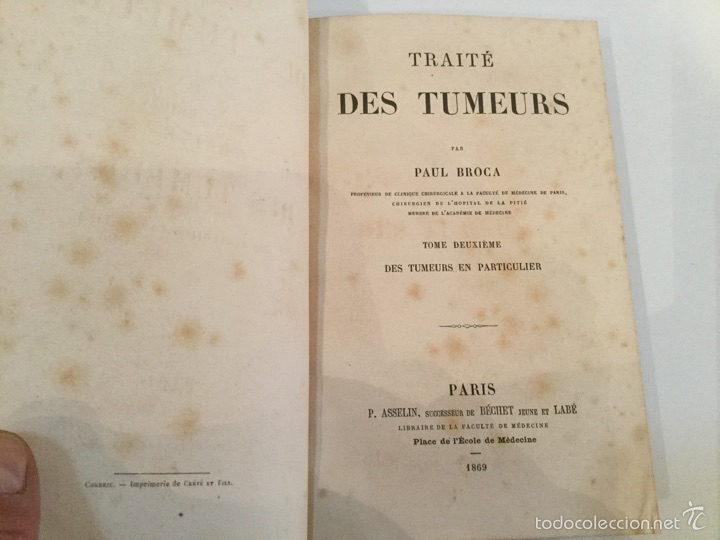 Corbeil. — Imprimerie de Crété et Fils.
TRAITÉ
DES TUMEURS
PAR
PAUL BROCA
PROFESSEUR DE CLINIQUE CHIRURGICALE A LA FACULTÉ DE MÉDECINE DE PARIS,
CHIRURGIEN DE L'HOPITAL DE LA PITIÉ
MEMBRE DE L'ACADÉMIE DE MÉDECINE
TOME DEUXIÈME
DES TUMEURS EN PARTICULIER
PARIS
P. ASSELIN, SUCCESSEUR DE BÉCHET JEUNE ET LABÉ
LIBRAIRE DE LA FACULTÉ DE MÉDECINE
Place de l'École de Médecine
1869
todocoleccion.net